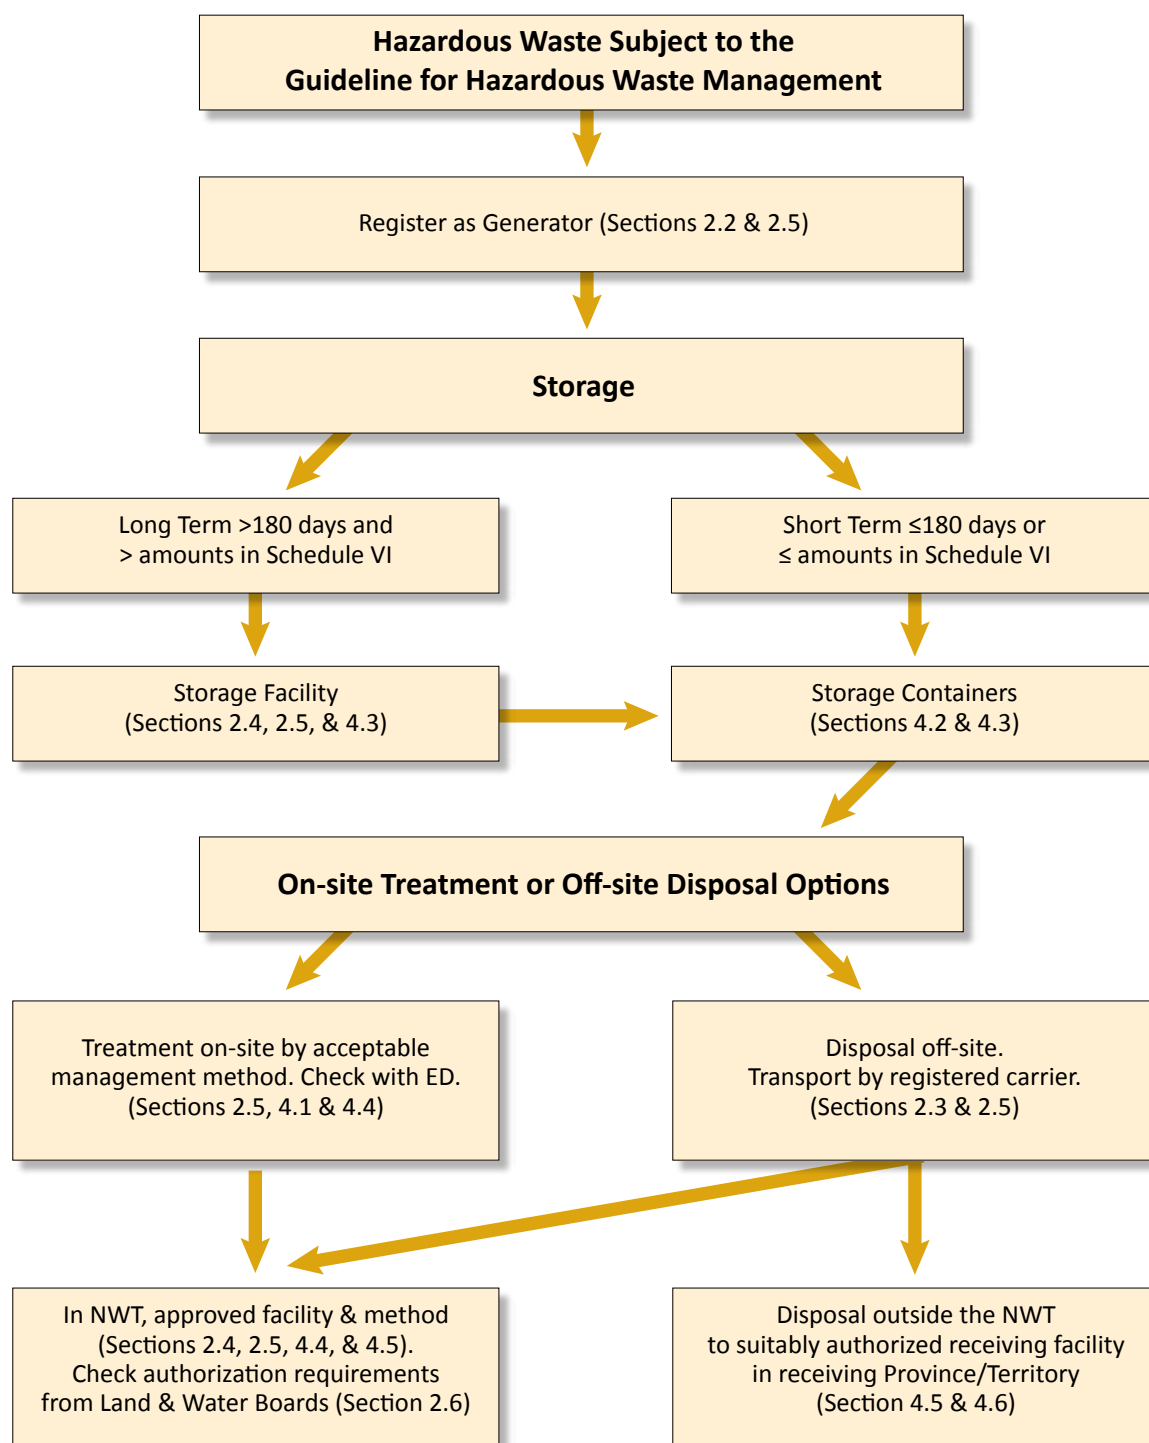 Hazardous Waste Subject to the
Guideline for Hazardous Waste Management
Register as Generator (Sections 2.2 & 2.5)
Storage
Long Term >180 days and
> amounts in Schedule VI
Short Term ≤180 days or
≤ amounts in Schedule VI
Storage Facility
(Sections 2.4, 2.5, & 4.3)
Storage Containers
(Sections 4.2 & 4.3)
On-site Treatment or Off-site Disposal Options
Treatment on-site by acceptable
management method. Check with ED.
(Sections 2.5, 4.1 & 4.4)
Disposal off-site.
Transport by registered carrier.
(Sections 2.3 & 2.5)
In NWT, approved facility & method
(Sections 2.4, 2.5, 4.4, & 4.5).
Check authorization requirements
from Land & Water Boards (Section 2.6)
Disposal outside the NWT
to suitably authorized receiving facility
in receiving Province/Territory
(Section 4.5 & 4.6)